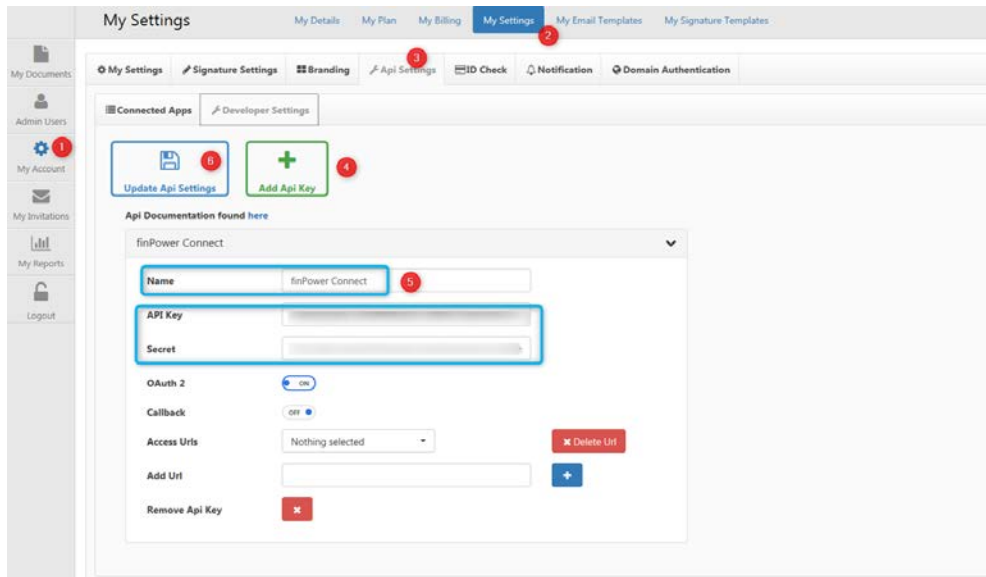 My Settings
My Details My Plan My Billing My Settings My Email Templates My Signature Templates
2
My Documents
Admin Users
1
My Account
My Invitations
My Reports
Logout
My Settings Signature Settings Branding Api Settings ID Check Notification Domain Authentication
3
Connected Apps Developer Settings
Update Api Settings
6
Add Api Key
4
Api Documentation found here
finPower Connect
Name finPower Connect
5
API Key
Secret
OAuth 2 ON
Callback OFF
Access Urls Nothing selected Delete Url
Add Url
Remove Api Key